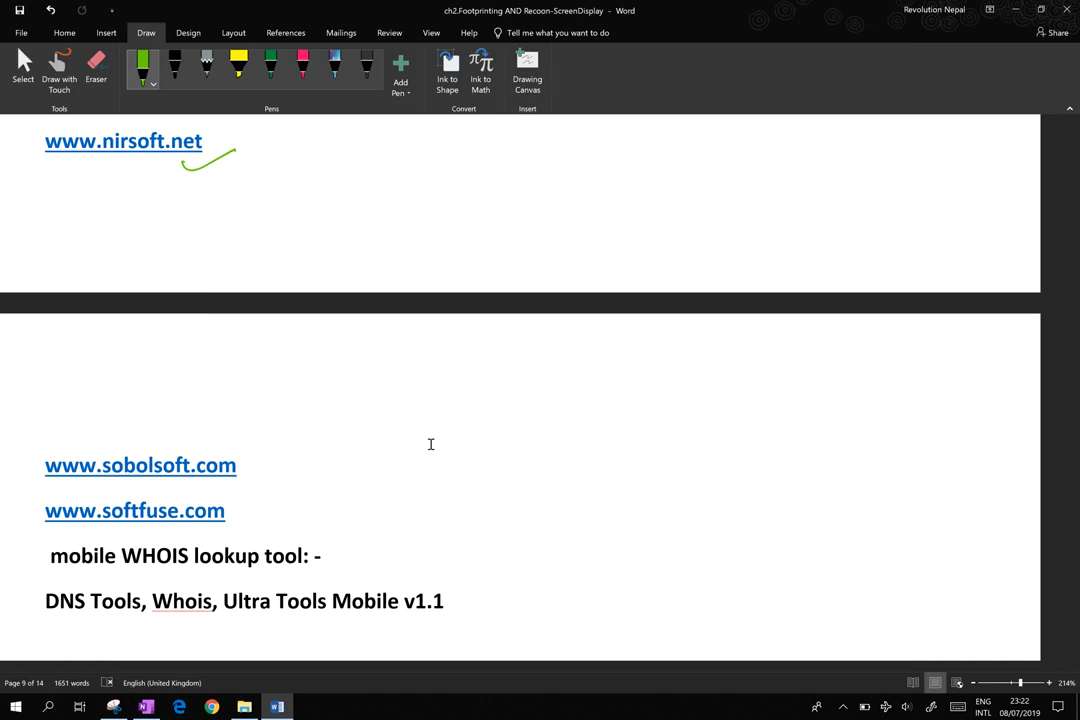 ch2.Footprinting AND Recoon-ScreenDisplay - Word
Revolution Nepal
File Home Insert Draw Design Layout References Mailings Review View Help Tell me what you want to do
Share
Select
Draw with Touch
Eraser
Add Pen
Ink to Shape
Ink to Math
Drawing Canvas
Tools
Pens
Convert
Insert
www.nirsoft.net
www.sobolsoft.com
www.softfuse.com
mobile WHOIS lookup tool: -
DNS Tools, Whois, Ultra Tools Mobile v1.1
Page 9 of 14 1651 words English (United Kingdom)
214%
ENG
INTL
23:22
08/07/2019